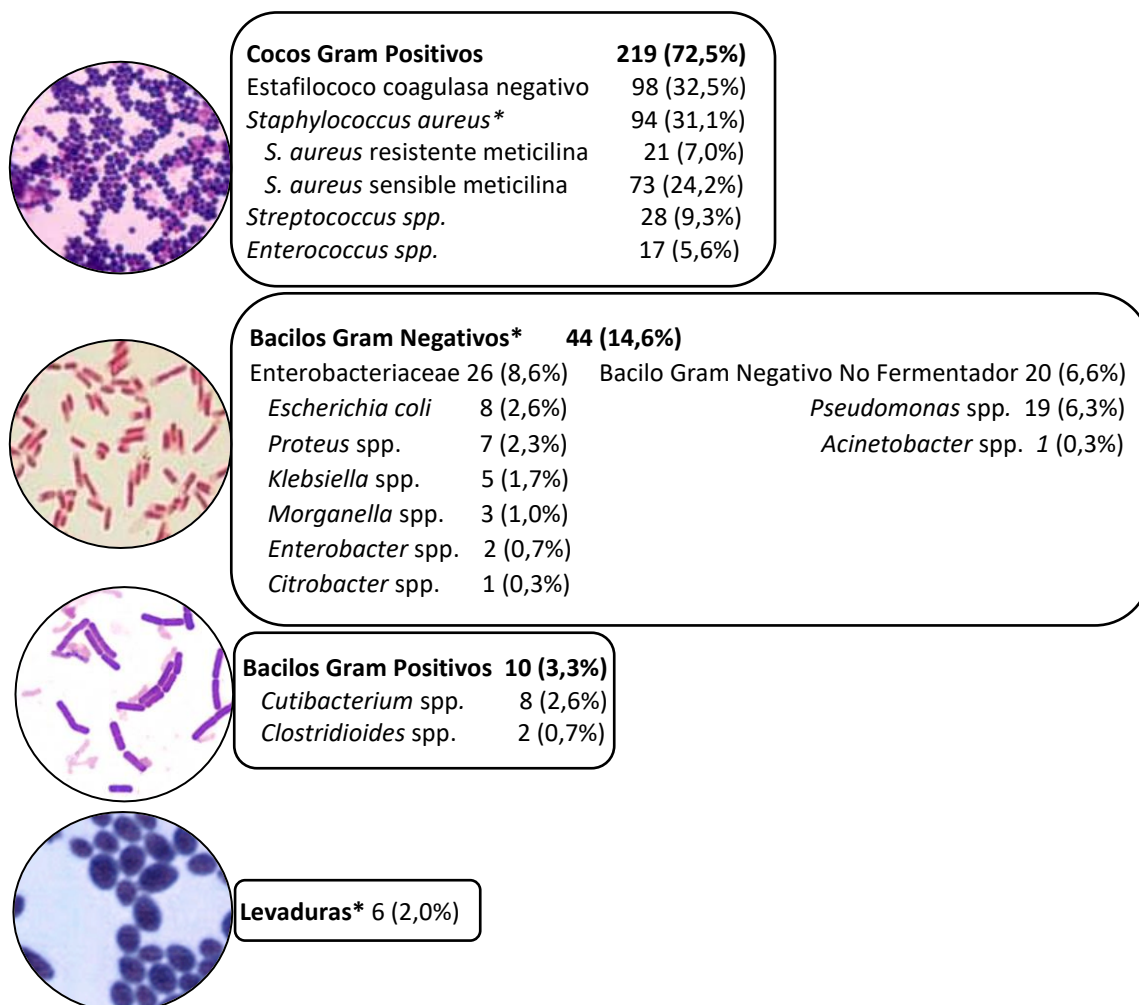 Cocos Gram Positivos 219 (72,5%)
Estafilococo coagulasa negativo 98 (32,5%)
Staphylococcus aureus* 94 (31,1%)
S. aureus resistente meticilina 21 (7,0%)
S. aureus sensible meticilina 73 (24,2%)
Streptococcus spp. 28 (9,3%)
Enterococcus spp. 17 (5,6%)
Bacilos Gram Negativos* 44 (14,6%)
Enterobacteriaceae 26 (8,6%) Bacilo Gram Negativo No Fermentador 20 (6,6%)
Escherichia coli 8 (2,6%) Pseudomonas spp. 19 (6,3%)
Proteus spp. 7 (2,3%) Acinetobacter spp. 1 (0,3%)
Klebsiella spp. 5 (1,7%)
Morganella spp. 3 (1,0%)
Enterobacter spp. 2 (0,7%)
Citrobacter spp. 1 (0,3%)
Bacilos Gram Positivos 10 (3,3%)
Cutibacterium spp. 8 (2,6%)
Clostridioides spp. 2 (0,7%)
Levaduras* 6 (2,0%)